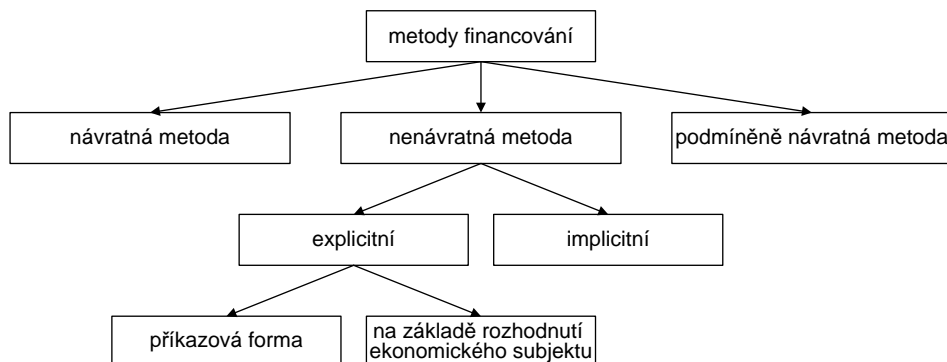 metody financování
návratná metoda
nenávratná metoda
podmíněně návratná metoda
explicitní
implicitní
příkazová forma
na základě rozhodnutí
ekonomického subjektu